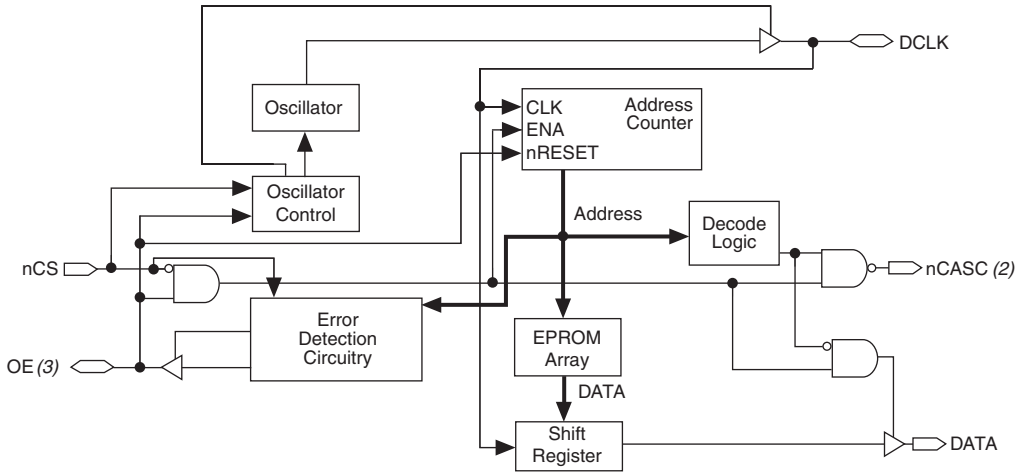 DCLK
Oscillator
CLK
Address
Counter
ENA
nRESET
Oscillator
Control
Address
Decode
Logic
nCS
nCASC (2)
Error
Detection
Circuitry
EPROM
Array
OE (3)
DATA
Shift
Register
DATA